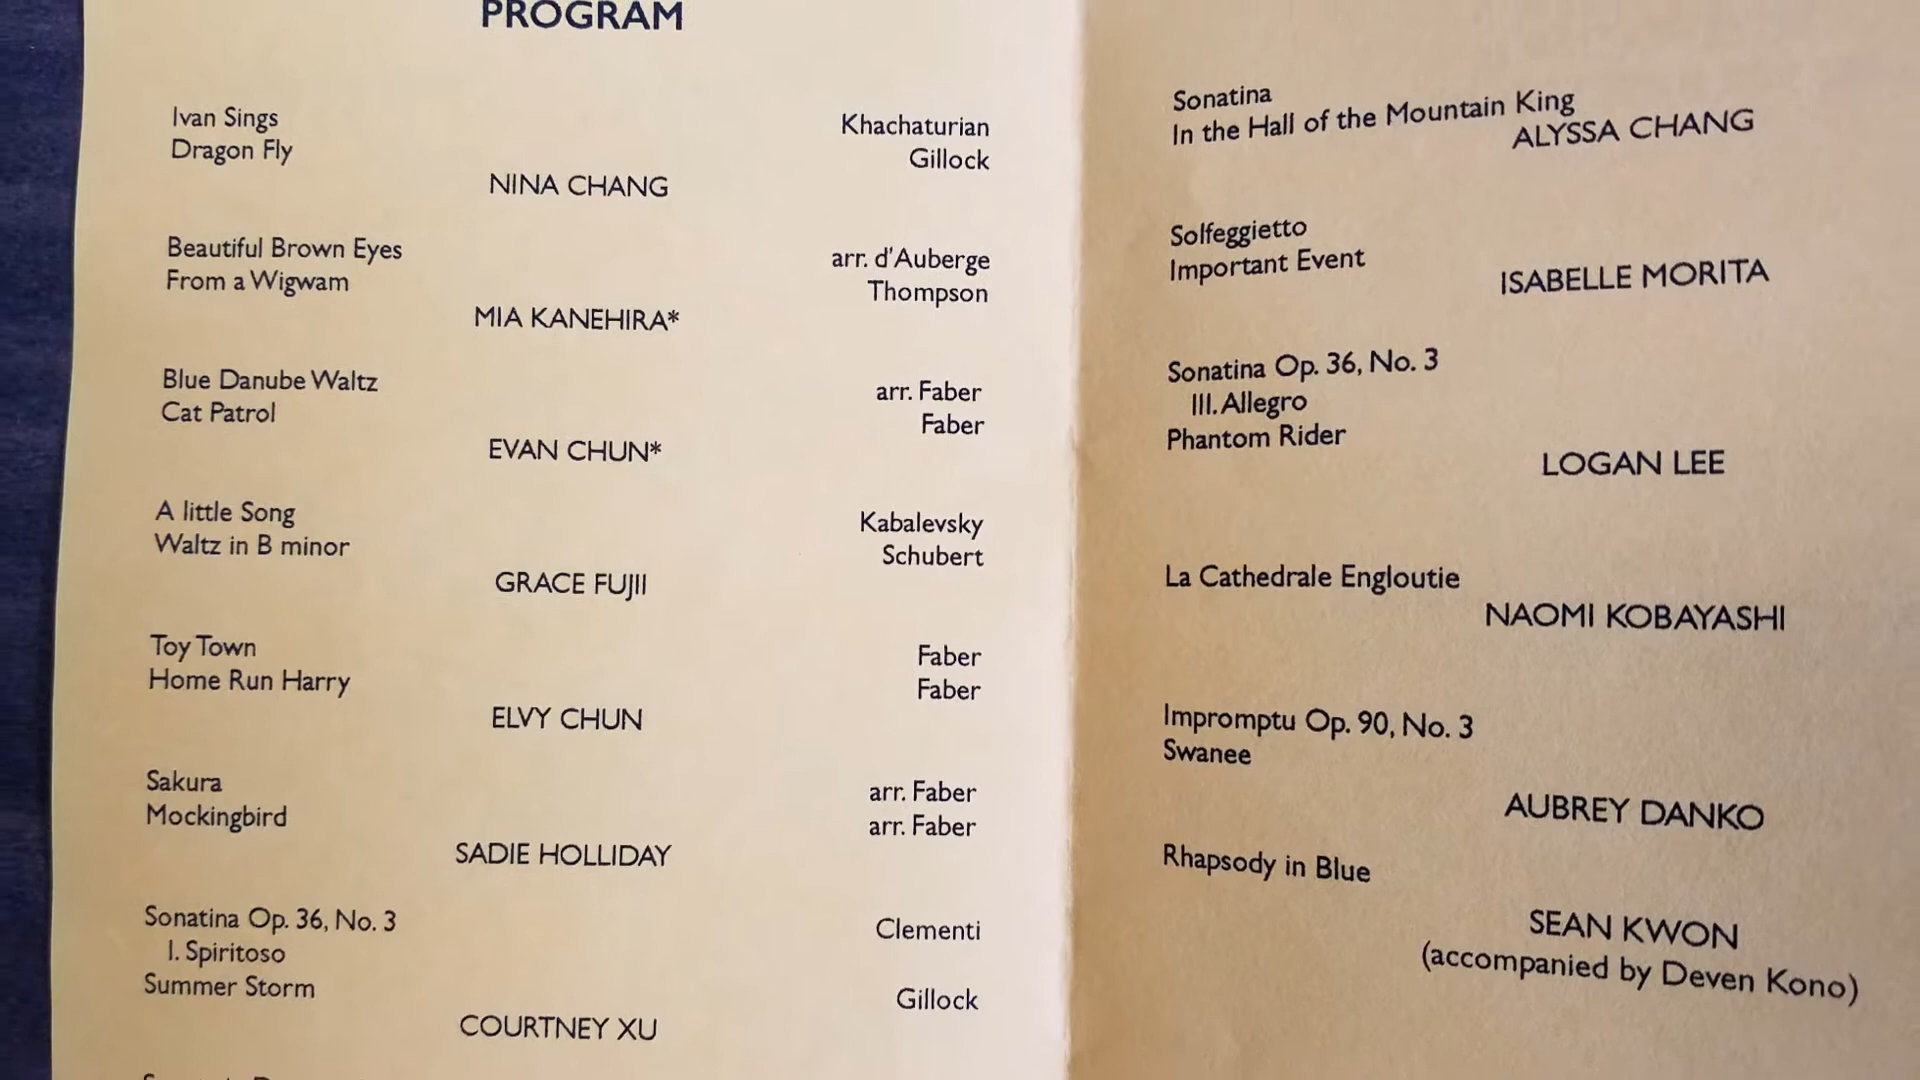 PROGRAM
Ivan Sings Khachaturian
Dragon Fly Gillock
NINA CHANG
Beautiful Brown Eyes arr. d'Auberge
From a Wigwam Thompson
MIA KANEHIRA*
Blue Danube Waltz arr. Faber
Cat Patrol Faber
EVAN CHUN*
A little Song Kabalevsky
Waltz in B minor Schubert
GRACE FUJII
Toy Town Faber
Home Run Harry Faber
ELVY CHUN
Sakura arr. Faber
Mockingbird arr. Faber
SADIE HOLLIDAY
Sonatina Op. 36, No. 3 Clementi
I. Spiritoso
Summer Storm Gillock
COURTNEY XU
Sonatina
In the Hall of the Mountain King
ALYSSA CHANG
Solfeggietto
Important Event
ISABELLE MORITA
Sonatina Op. 36, No. 3
III. Allegro
Phantom Rider
LOGAN LEE
La Cathedrale Engloutie
NAOMI KOBAYASHI
Impromptu Op. 90, No. 3
Swanee
AUBREY DANKO
Rhapsody in Blue
SEAN KWON
(accompanied by Deven Kono)